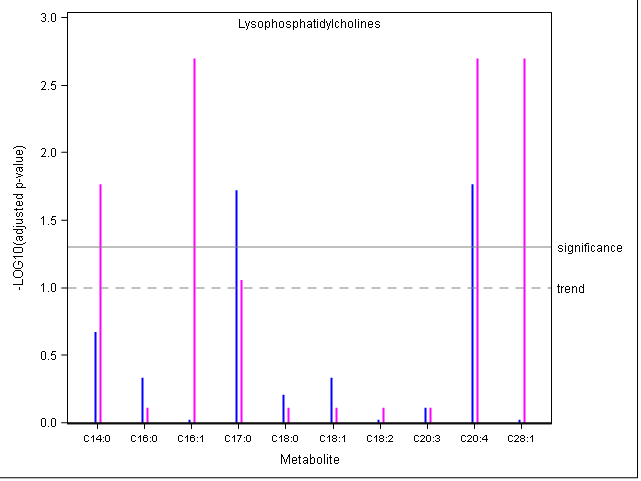 Lysophosphatidylcholines
3.0
2.5
2.0
1.5
1.0
0.5
0.0
-LOG10(adjusted p-value)
significance
trend
C14:0 C16:0 C16:1 C17:0 C18:0 C18:1 C18:2 C20:3 C20:4 C28:1
Metabolite